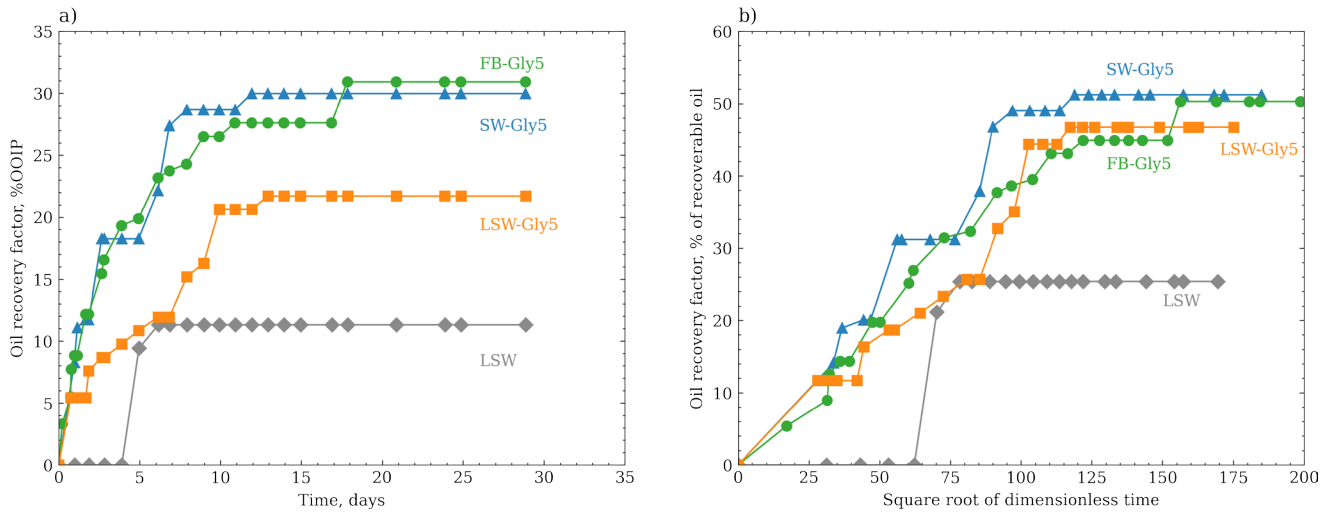 a)
Oil recovery factor, %OOIP
35
30
25
20
15
10
5
0
FB-Gly5
SW-Gly5
LSW-Gly5
LSW
0 5 10 15 20 25 30 35
Time, days
b)
Oil recovery factor, % of recoverable oil
60
50
40
30
20
10
0
SW-Gly5
LSW-Gly5
FB-Gly5
LSW
0 25 50 75 100 125 150 175 200
Square root of dimensionless time